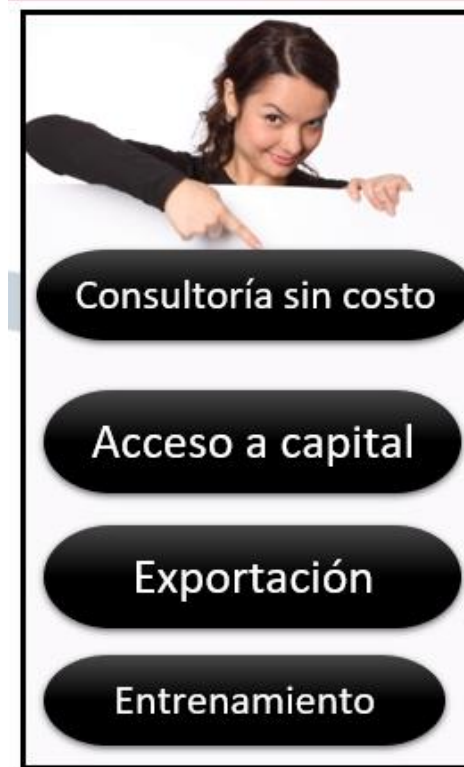 Consultoría sin costo
Acceso a capital
Exportación
Entrenamiento